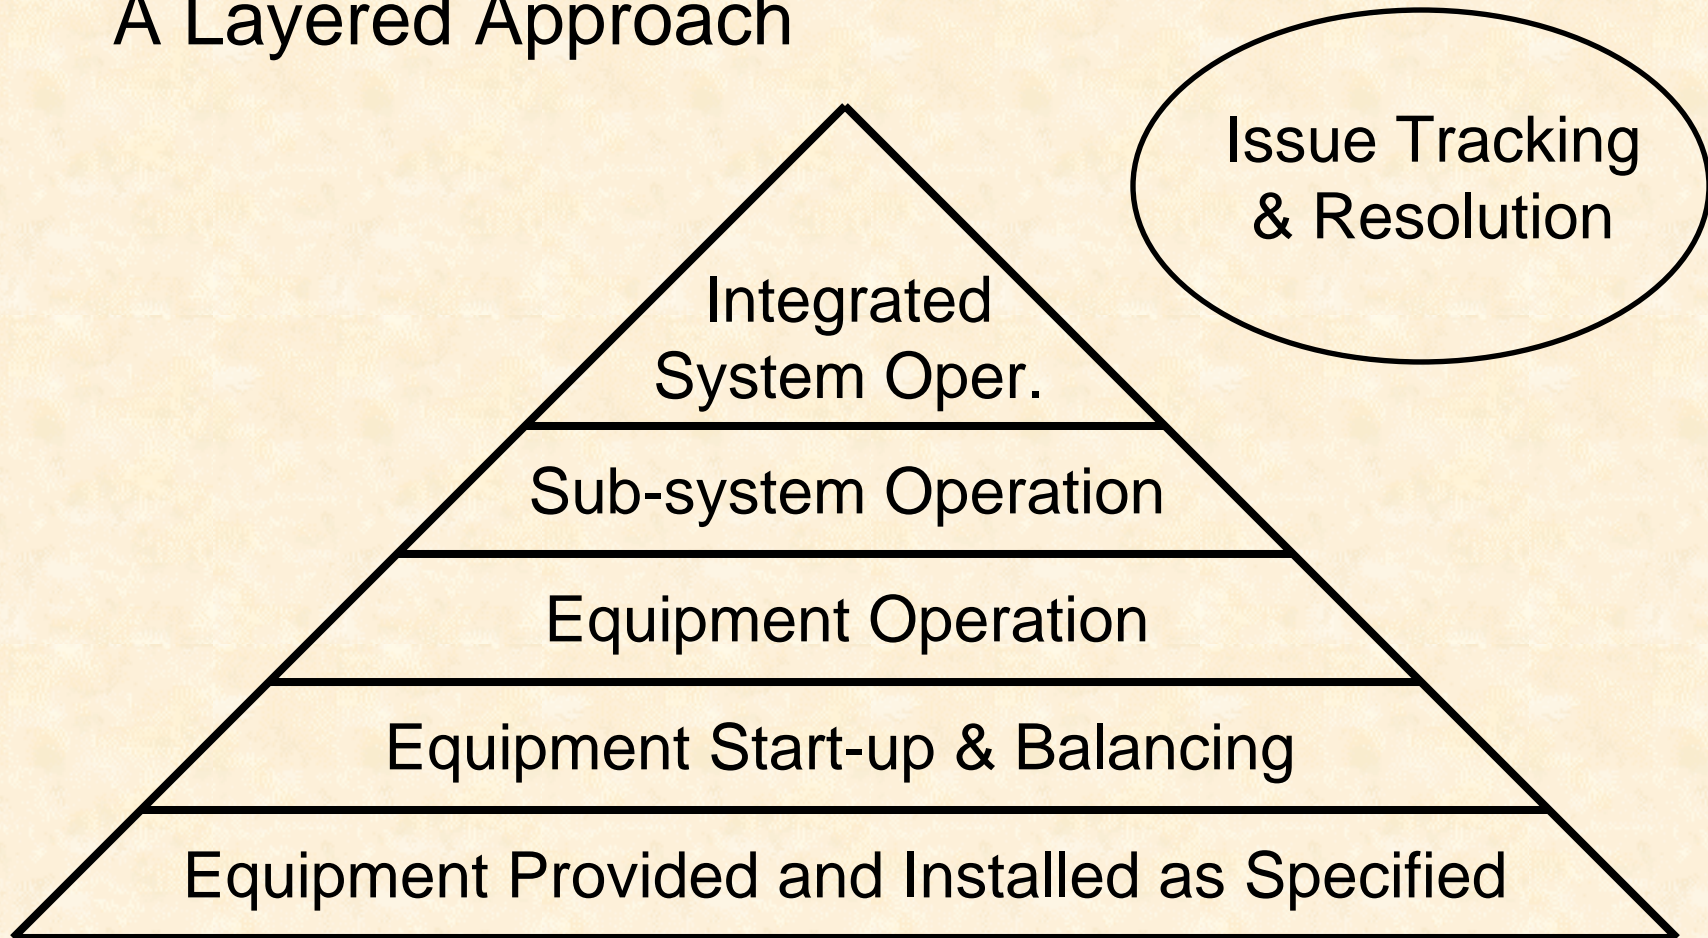 A Layered Approach
Issue Tracking
& Resolution
Integrated
System Oper.
Sub-system Operation
Equipment Operation
Equipment Start-up & Balancing
Equipment Provided and Installed as Specified